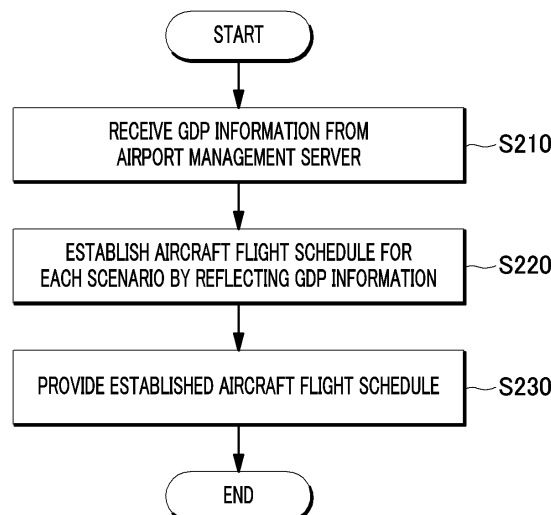 START
RECEIVE GDP INFORMATION FROM
AIRPORT MANAGEMENT SERVER
S210
ESTABLISH AIRCRAFT FLIGHT SCHEDULE FOR
EACH SCENARIO BY REFLECTING GDP INFORMATION
S220
PROVIDE ESTABLISHED AIRCRAFT FLIGHT SCHEDULE
S230
END